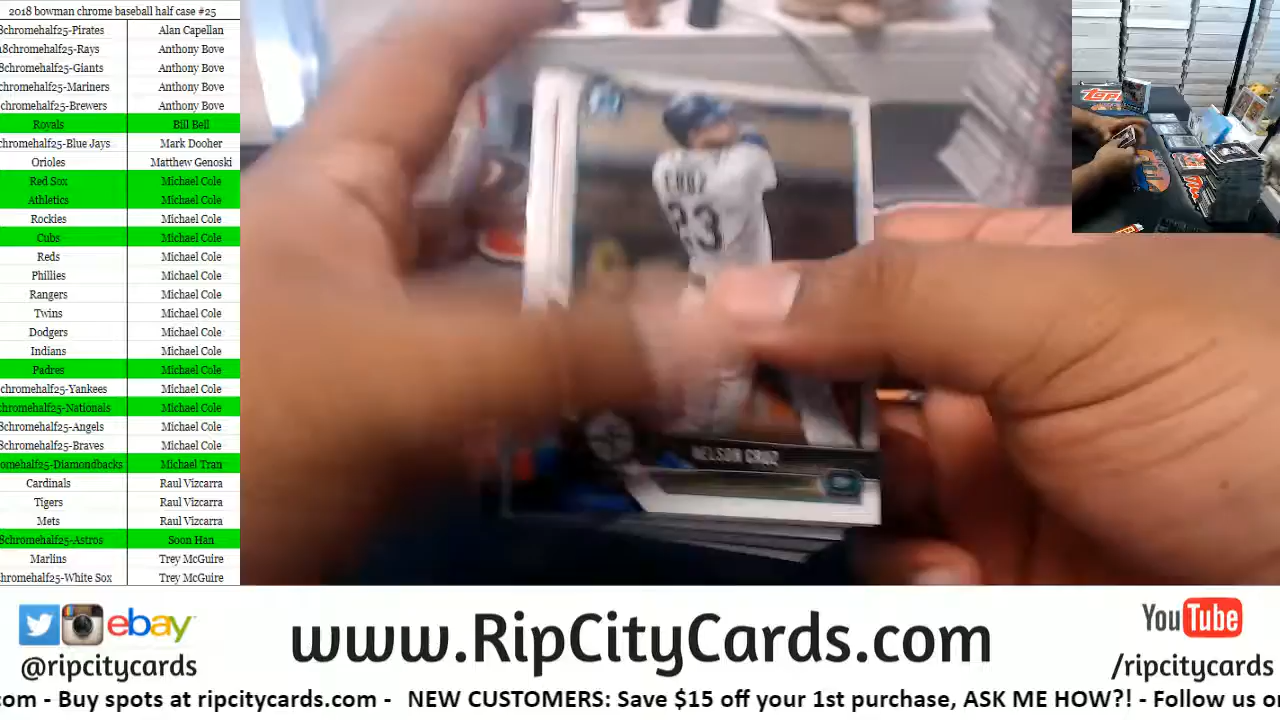 2018 bowman chrome baseball half case #25
8chromehalf25-Pirates Alan Capellan
18chromehalf25-Rays Anthony Bove
8chromehalf25-Giants Anthony Bove
chromehalf25-Mariners Anthony Bove
chromehalf25-Brewers Anthony Bove
Royals Bill Bell
chromehalf25-Blue Jays Mark Dooher
Orioles Matthew Genoski
Red Sox Michael Cole
Athletics Michael Cole
Rockies Michael Cole
Cubs Michael Cole
Reds Michael Cole
Phillies Michael Cole
Rangers Michael Cole
Twins Michael Cole
Dodgers Michael Cole
Indians Michael Cole
Padres Michael Cole
chromehalf25-Yankees Michael Cole
hromehalf25-Nationals Michael Cole
chromehalf25-Angels Michael Cole
8chromehalf25-Braves Michael Cole
omehalf25-Diamondbacks Michael Tran
Cardinals Raul Vizcarra
Tigers Raul Vizcarra
Mets Raul Vizcarra
8chromehalf25-Astros Soon Han
Marlins Trey McGuire
hromehalf25-White Sox Trey McGuire
CRUZ
23
NELSON CRUZ
TOPPS
ebay
@ripcitycards
www.RipCityCards.com
YouTube
/ripcitycards
com - Buy spots at ripcitycards.com - NEW CUSTOMERS: Save $15 off your 1st purchase, ASK ME HOW?! - Follow us on